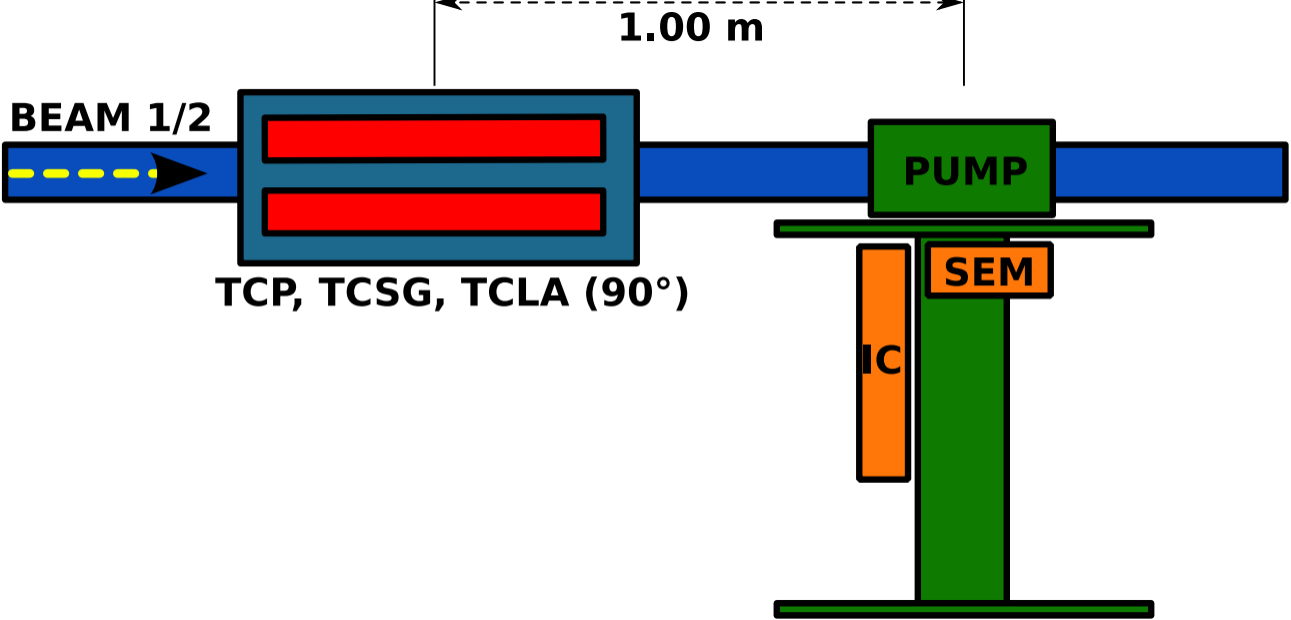 1.00 m
BEAM 1/2
PUMP
SEM
TCP, TCSG, TCLA (90°)
IC